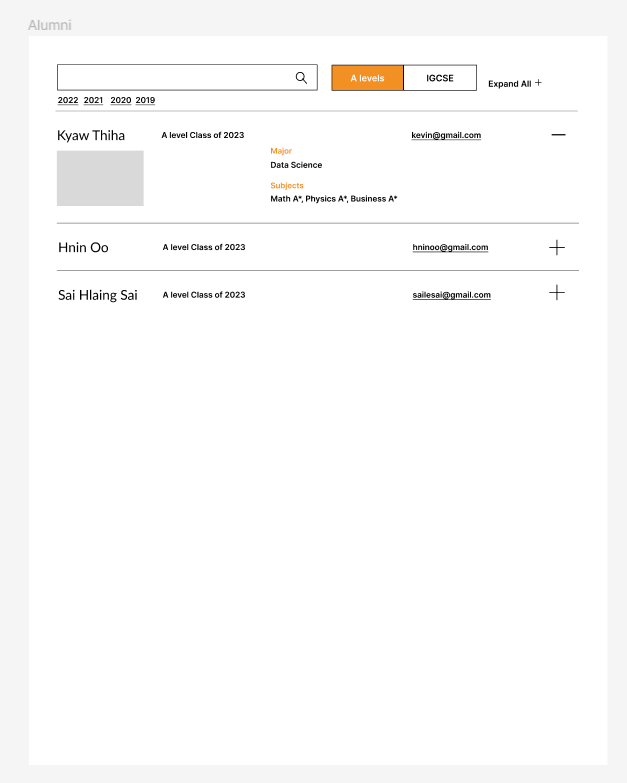 Alumni
A levels IGCSE Expand All +
2022 2021 2020 2019
Kyaw Thiha A level Class of 2023 kevin@gmail.com
Major
Data Science
Subjects
Math A*, Physics A*, Business A*
Hnin Oo A level Class of 2023 hninoo@gmail.com
Sai Hlaing Sai A level Class of 2023 sailesai@gmail.com